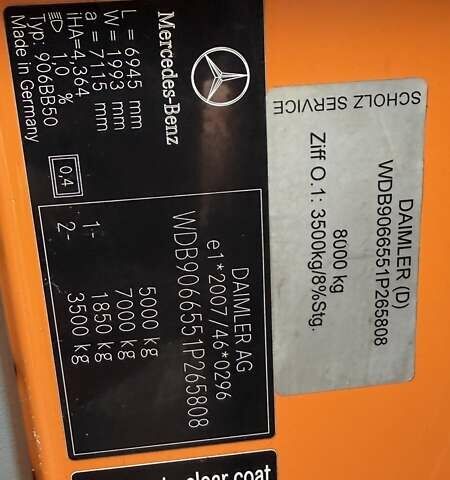 Mercedes-Benz
L = 6945 mm
W = 1993 mm
a = 7115 mm
iHA=4,364
1,0 %
Typ: 906BB50
Made in Germany
0,4
DAIMLER AG
e1*2007/46*0296
WDB9066551P265808
5000 kg
7000 kg
1- 1850 kg
2- 3500 kg
SCHOLZ SERVICE
DAIMLER (D)
WDB9066551P265808
8000 kg
Ziff O.1: 3500kg/8%Stg.
clear coat